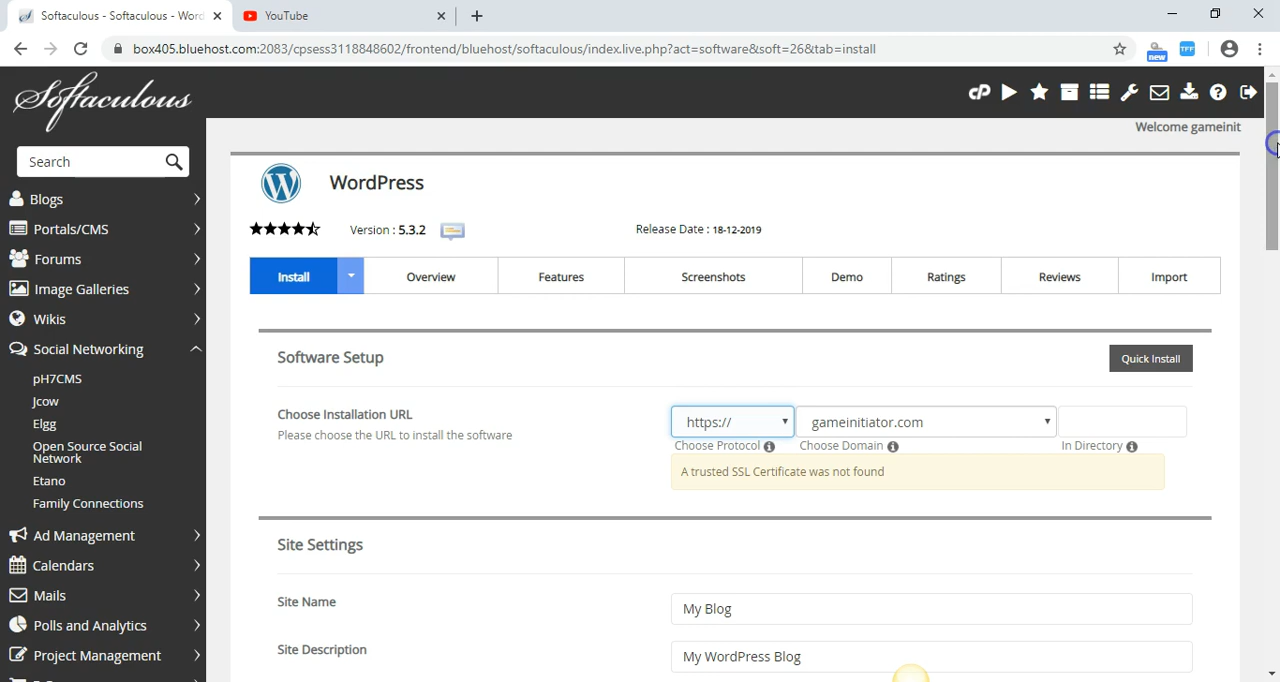 Softaculous - Softaculous - Word
YouTube
box405.bluehost.com:2083/cpsess3118848602/frontend/bluehost/softaculous/index.live.php?act=software&soft=26&tab=install
new
TFF
Softaculous
cP
Welcome gameinit
Search
Blogs
Portals/CMS
Forums
Image Galleries
Wikis
Social Networking
pH7CMS
Jcow
Elgg
Open Source Social
Network
Etano
Family Connections
Ad Management
Calendars
Mails
Polls and Analytics
Project Management
WordPress
Version : 5.3.2
Release Date : 18-12-2019
Install
Overview
Features
Screenshots
Demo
Ratings
Reviews
Import
Software Setup
Quick Install
Choose Installation URL
Please choose the URL to install the software
https://
gameinitiator.com
Choose Protocol
Choose Domain
In Directory
A trusted SSL Certificate was not found
Site Settings
Site Name
My Blog
Site Description
My WordPress Blog